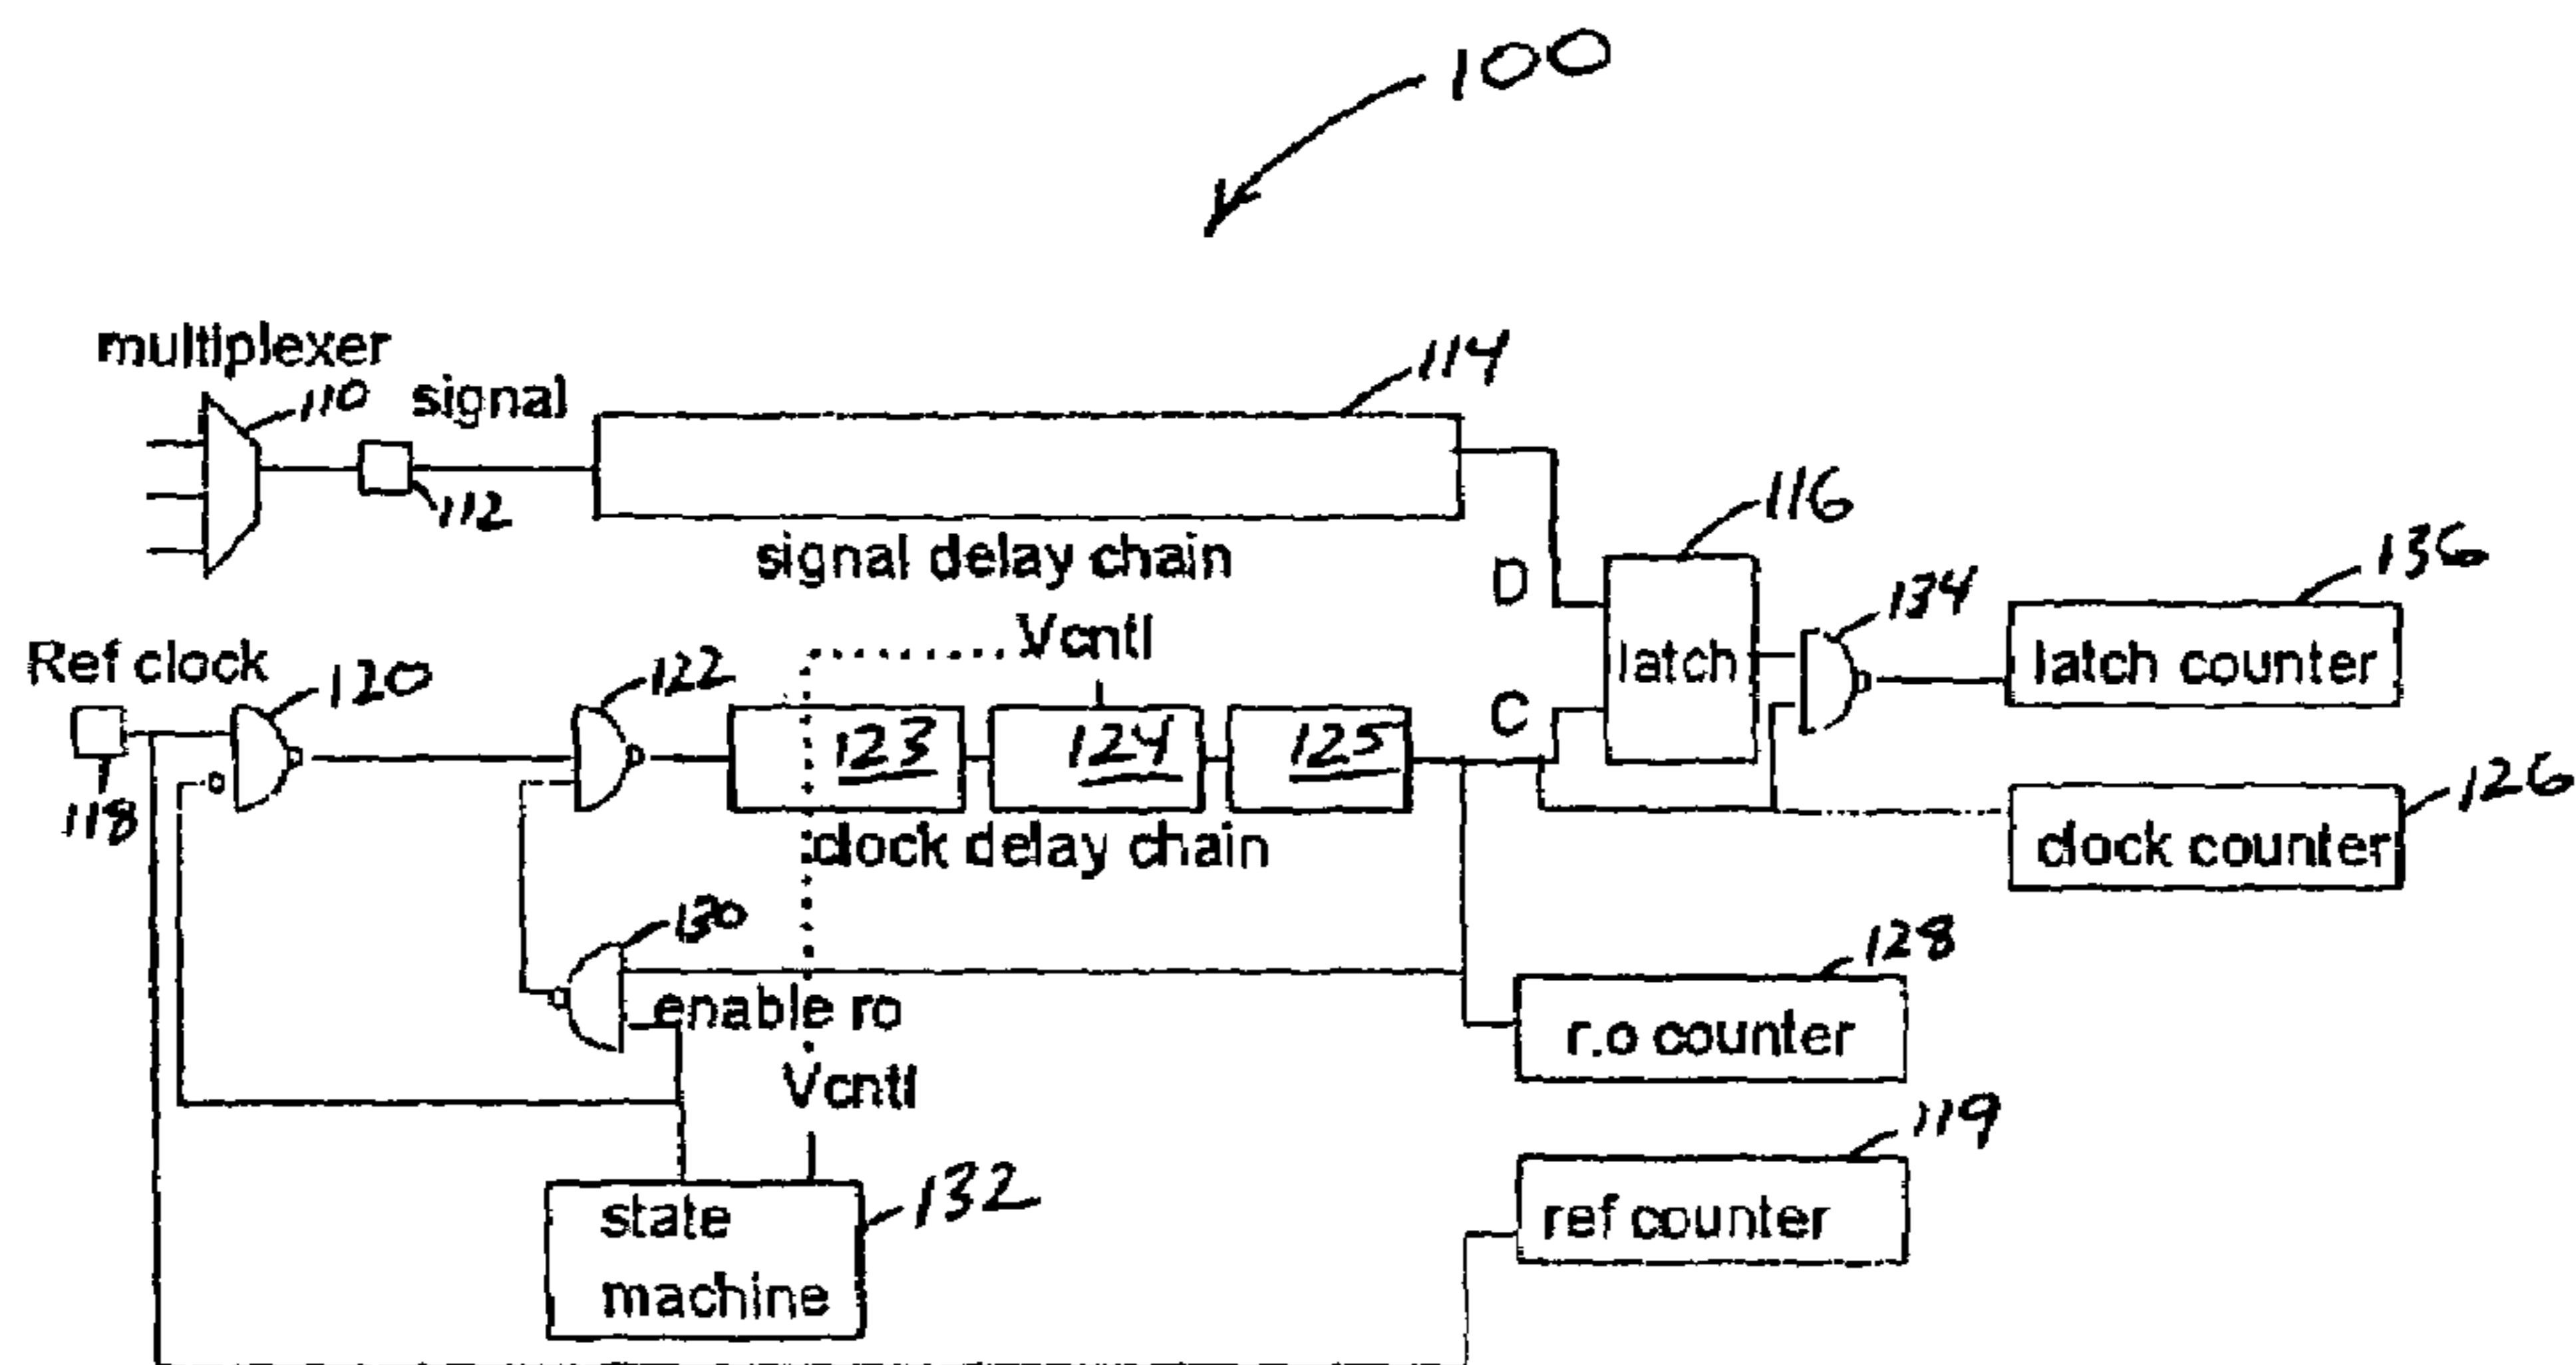 100
multiplexer
110
signal
112
114
signal delay chain
D
C
116
latch
134
136
latch counter
Ref clock
118
120
122
Vcntl
123
124
125
clock delay chain
126
clock counter
130
enable ro
Vcntl
128
r.o counter
119
ref counter
132
state
machine